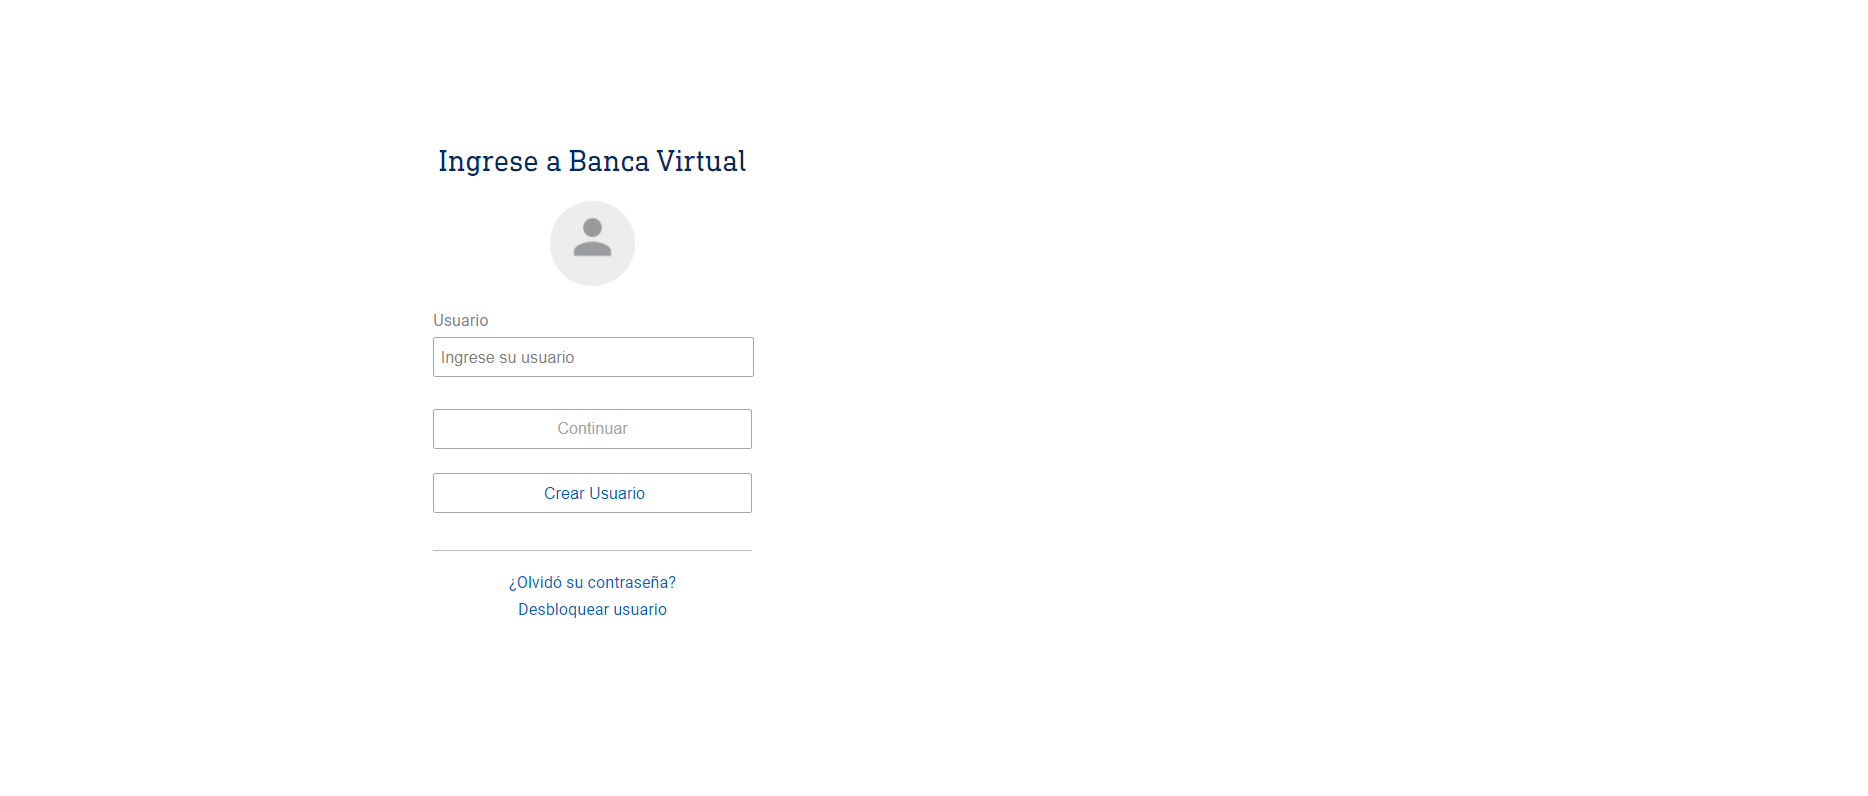 Ingrese a Banca Virtual
Usuario
Ingrese su usuario
Continuar
Crear Usuario
¿Olvidó su contraseña?
Desbloquear usuario